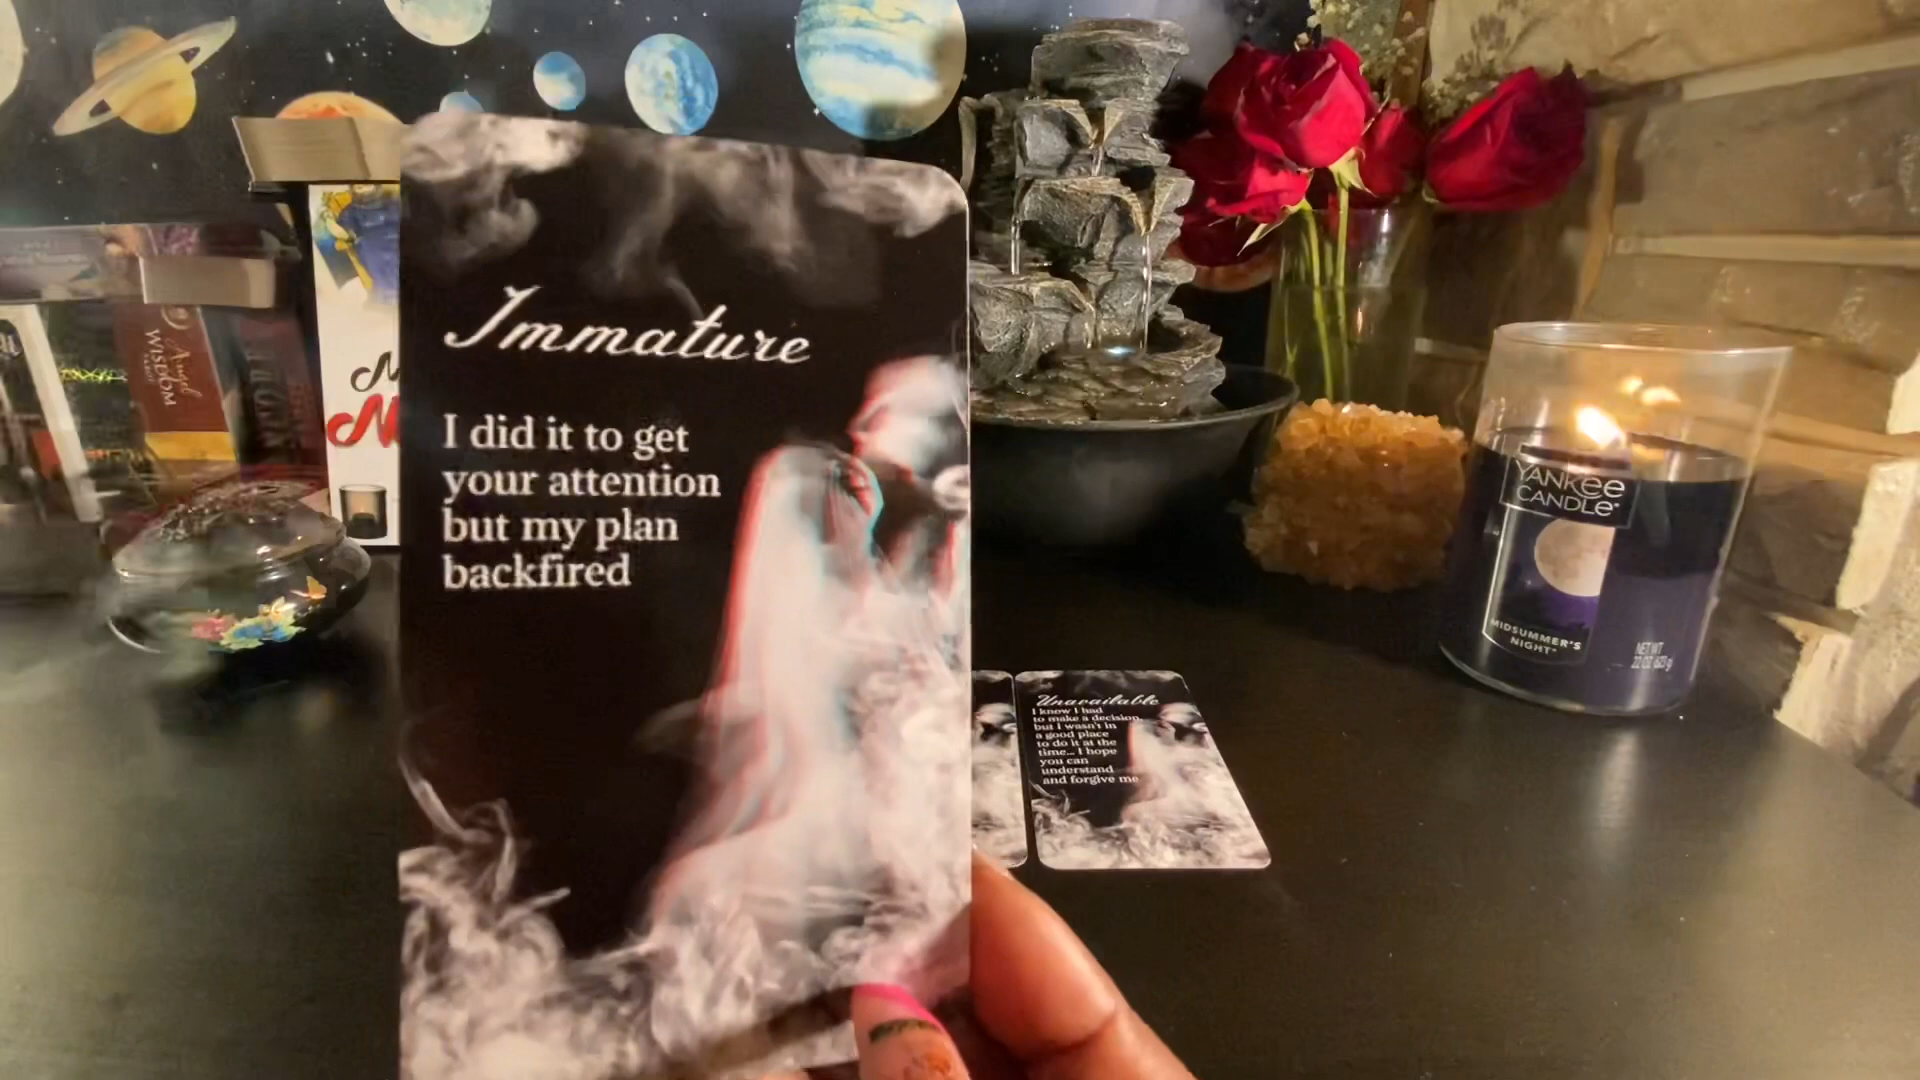 Immature
I did it to get
your attention
but my plan
backfired
Unavailable
I know I had
to make a decision,
but I wasn't in
a good place
to do it at the
time... I hope
you can
understand
and forgive me
Angel
WISDOM
YANKEE
CANDLE®
MIDSUMMER'S
NIGHT®
NET WT
22 OZ (623 g)